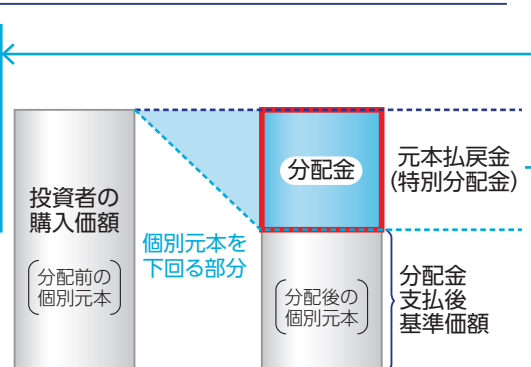 投資者の
購入価額
分配前の
個別元本
個別元本を
下回る部分
分配金
元本払戻金
(特別分配金)
分配後の
個別元本
分配金
支払後
基準価額